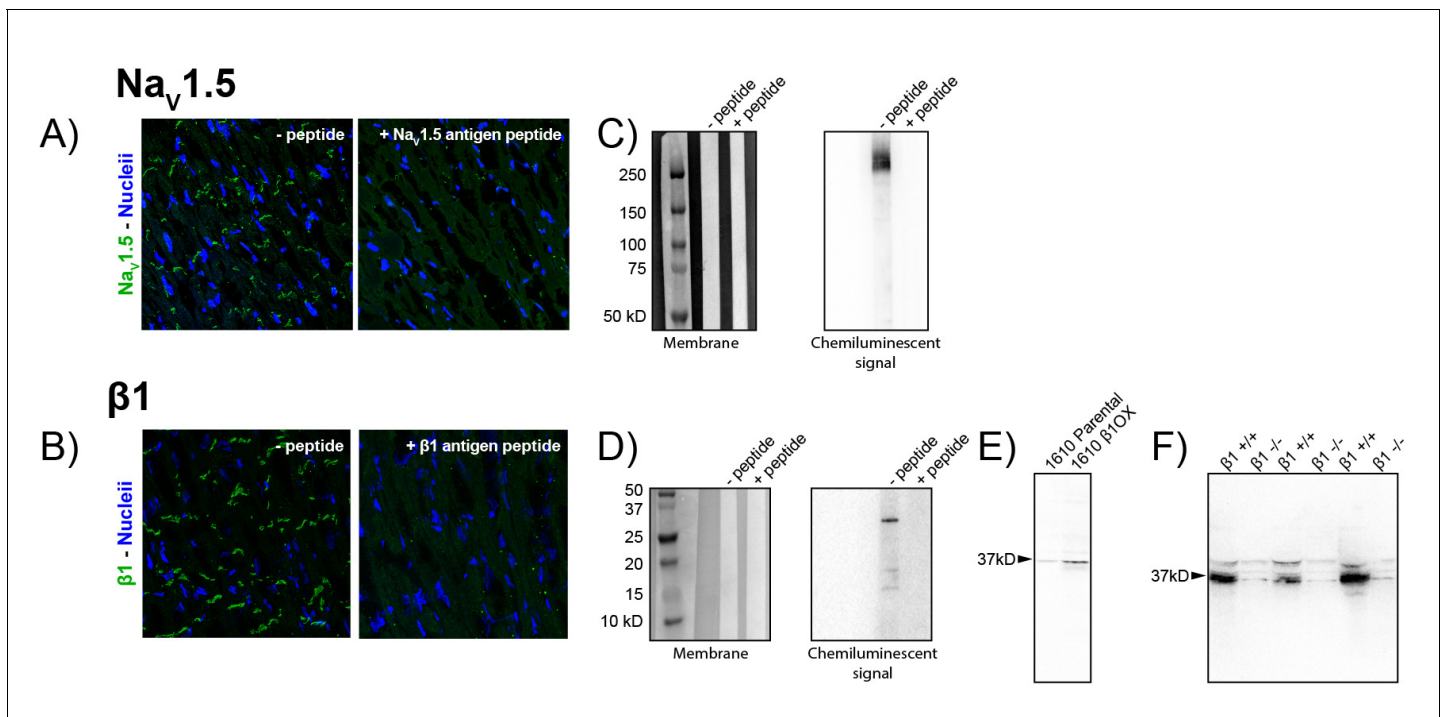 Nav1.5
A)
Nav1.5 - Nucleii
- peptide
+ Nav1.5 antigen peptide
C)
- peptide
+ peptide
250
150
100
75
50 kD
Membrane
- peptide
+ peptide
Chemiluminescent
signal
β1
B)
β1 - Nucleii
- peptide
+ β1 antigen peptide
D)
- peptide
+ peptide
50
37
25
20
15
10 kD
Membrane
- peptide
+ peptide
Chemiluminescent
signal
E)
1610 Parental
1610 β1OX
37kD
F)
β1 +/+
β1 -/-
β1 +/+
β1 -/-
β1 +/+
β1 -/-
37kD